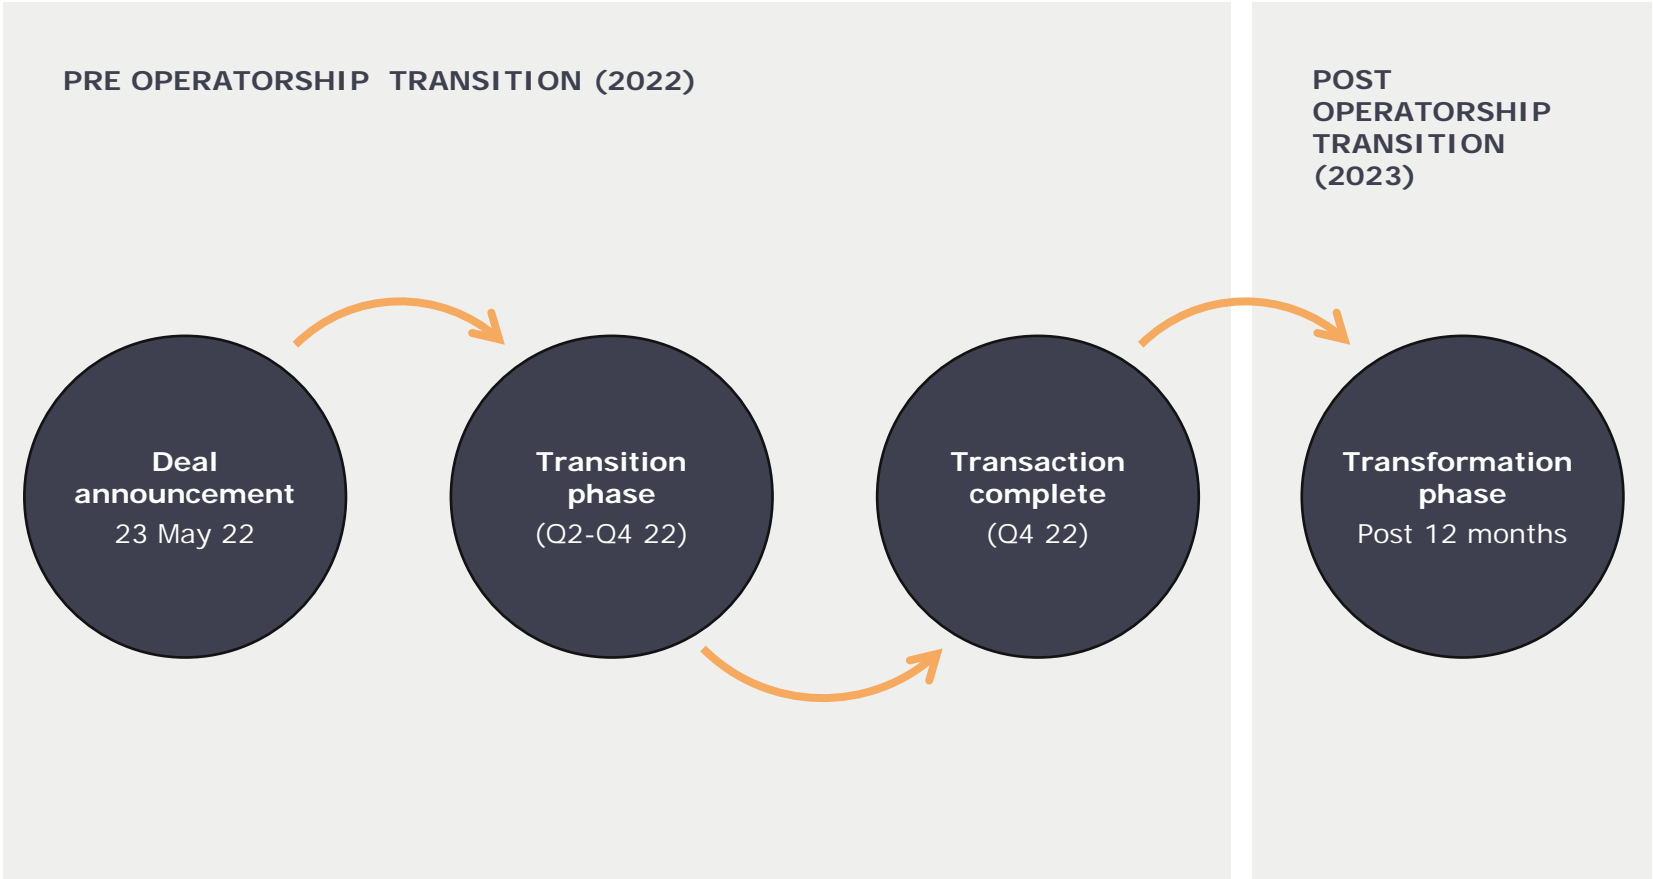 PRE OPERATORSHIP TRANSITION (2022)
POST
OPERATORSHIP
TRANSITION
(2023)
Deal
announcement
23 May 22
Transition
phase
(Q2-Q4 22)
Transaction
complete
(Q4 22)
Transformation
phase
Post 12 months